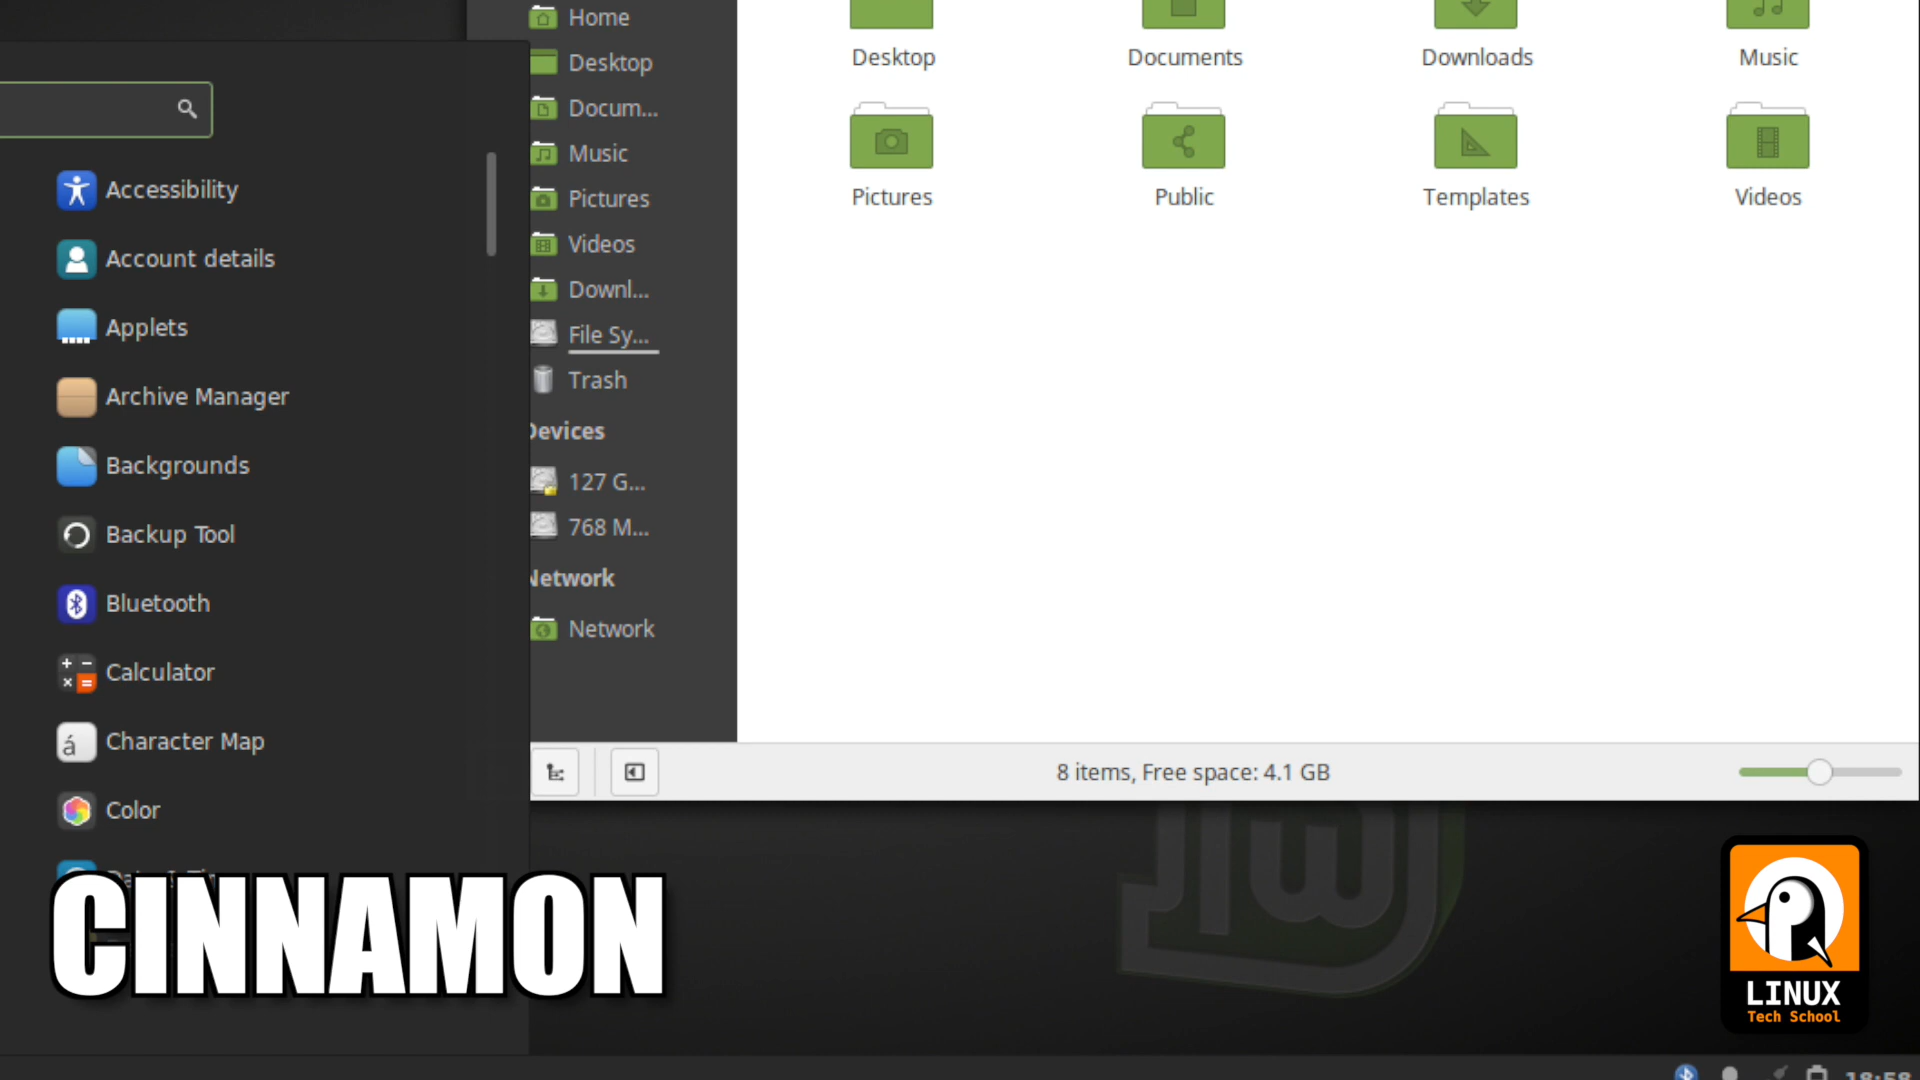 Accessibility
Account details
Applets
Archive Manager
Backgrounds
Backup Tool
Bluetooth
Calculator
Character Map
Color
Home
Desktop
Docum...
Music
Pictures
Videos
Downl...
File Sy...
Trash
Devices
127 G...
768 M...
Network
Network
Desktop
Documents
Downloads
Music
Pictures
Public
Templates
Videos
8 items, Free space: 4.1 GB
CINNAMON
LINUX
Tech School
18:58